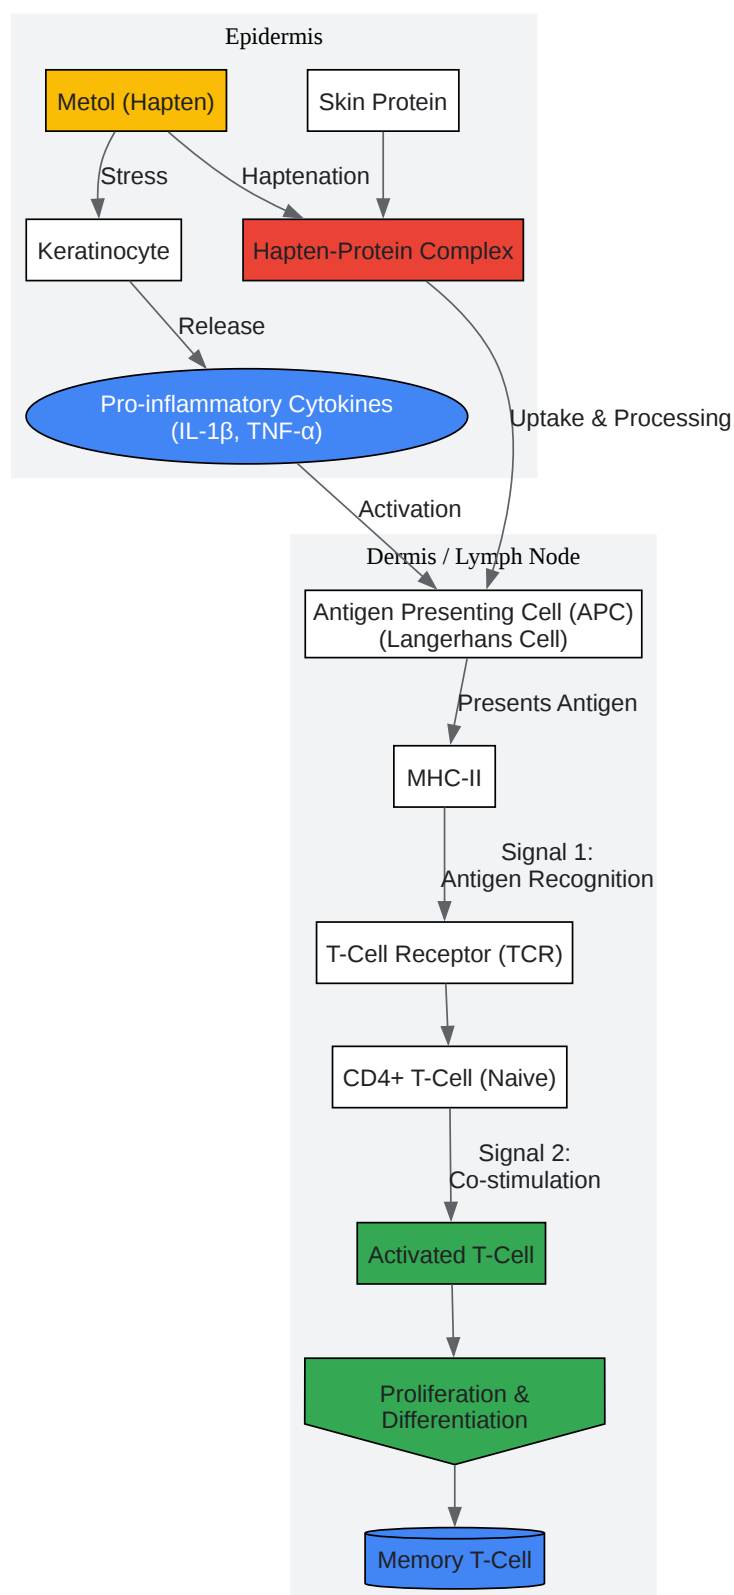 Epidermis
Metol (Hapten)
Skin Protein
Stress
Haptenation
Keratinocyte
Hapten-Protein Complex
Release
Pro-inflammatory Cytokines
(IL-1β, TNF-α)
Uptake & Processing
Activation
Dermis / Lymph Node
Antigen Presenting Cell (APC)
(Langerhans Cell)
Presents Antigen
MHC-II
Signal 1:
Antigen Recognition
T-Cell Receptor (TCR)
CD4+ T-Cell (Naive)
Signal 2:
Co-stimulation
Activated T-Cell
Proliferation &
Differentiation
Memory T-Cell